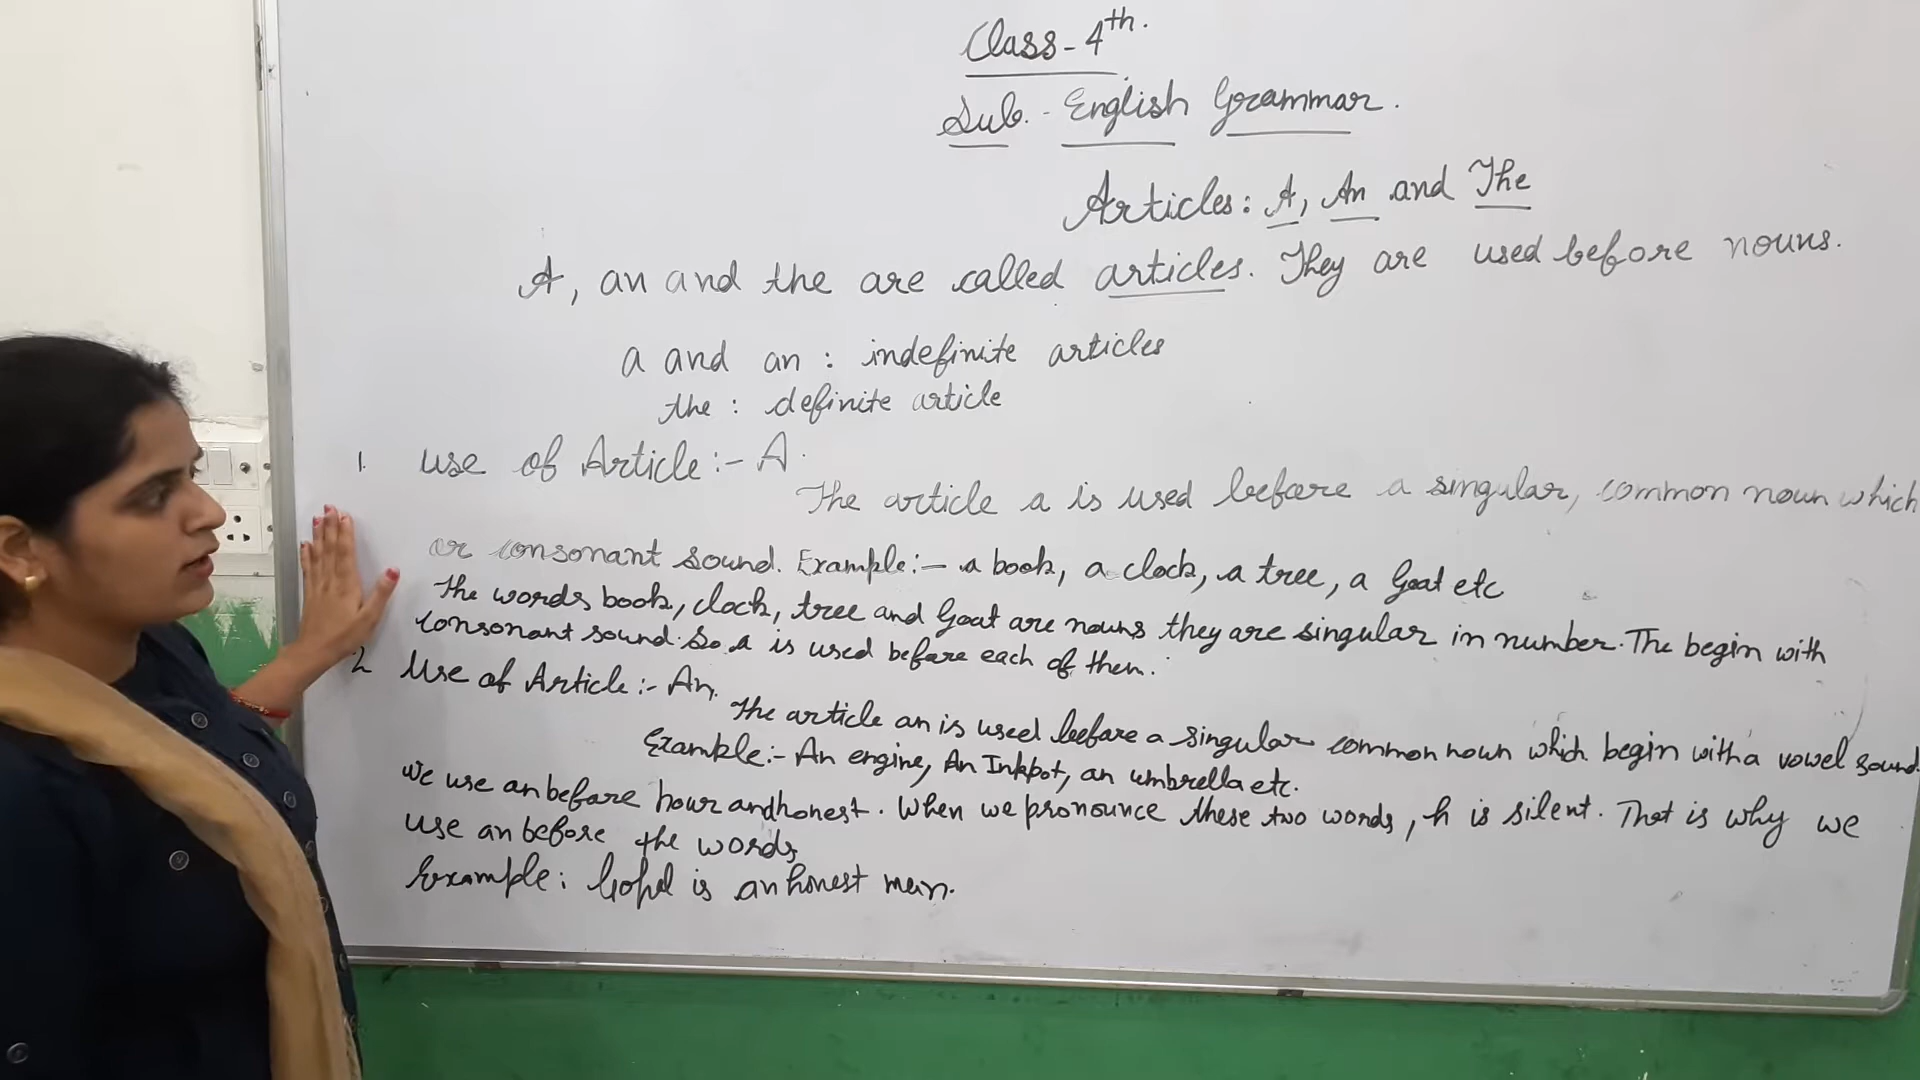 Class-4th.
Sub.- English Grammar.
Articles: A, An and The
A, an and the are called articles. They are used before nouns.
a and an : indefinite articles
the : definite article
1. Use of Article:- A.
The article a is used before a singular, common noun which
or consonant sound. Example:- a book, a clock, a tree, a Goat etc
The words book, clock, tree and Goat are nouns they are singular in number. The begin with
consonant sound. So a is used before each of them.
2 Use of Article:- An.
The article an is used before a singular common noun which begin with a vowel sound.
Example:- An engine, An Inkpot, an umbrella etc.
We use an before hour and honest. When we pronounce these two words, h is silent. That is why we
use an before the words
Example: Gopal is an honest man.